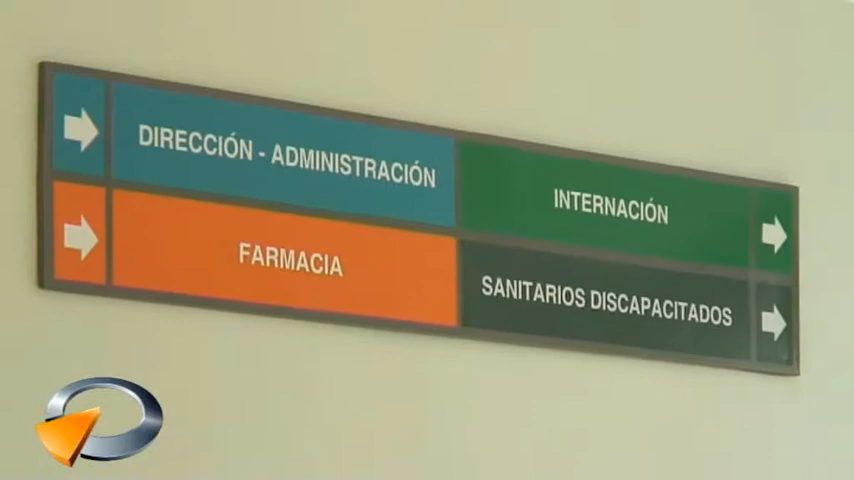 DIRECCIÓN - ADMINISTRACIÓN
INTERNACIÓN
FARMACIA
SANITARIOS DISCAPACITADOS